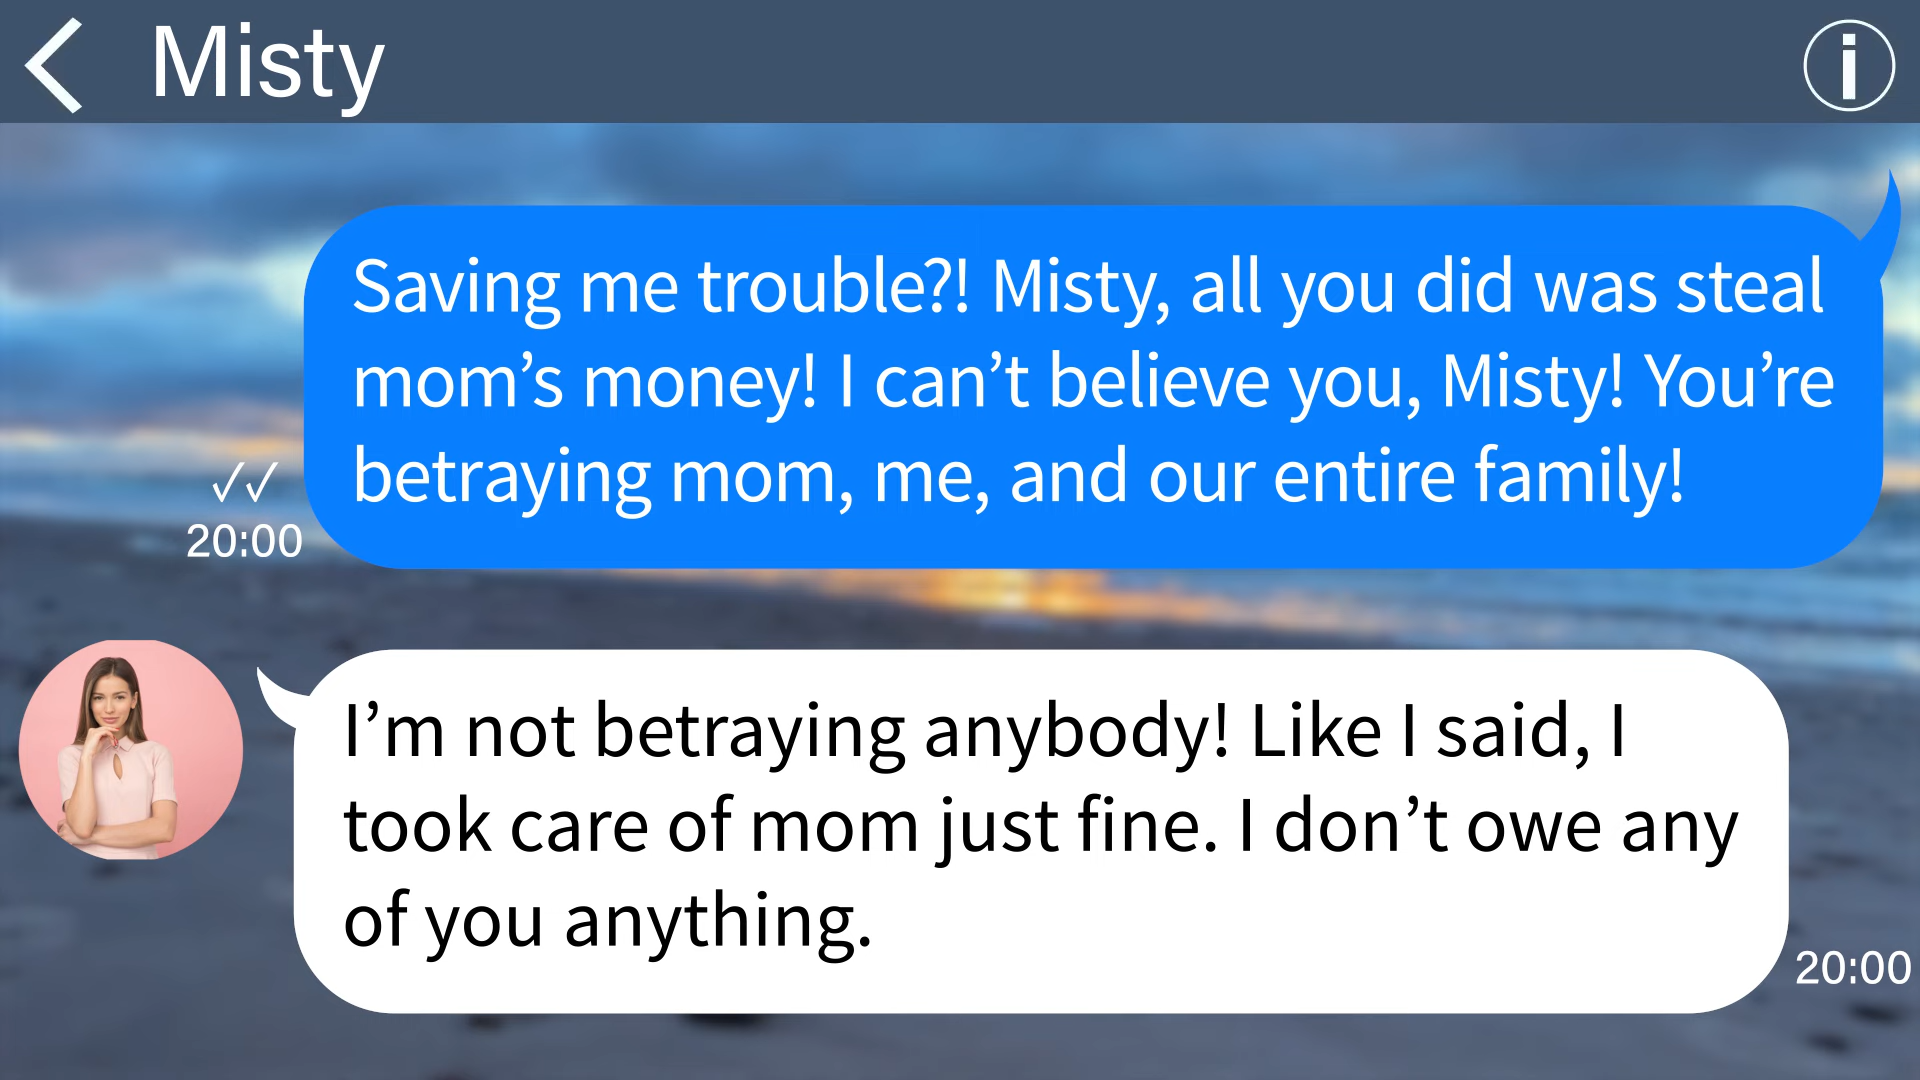 Misty
Saving me trouble?! Misty, all you did was steal
mom’s money! I can’t believe you, Misty! You’re
betraying mom, me, and our entire family!
✓✓
20:00
I’m not betraying anybody! Like I said, I
took care of mom just fine. I don’t owe any
of you anything.
20:00